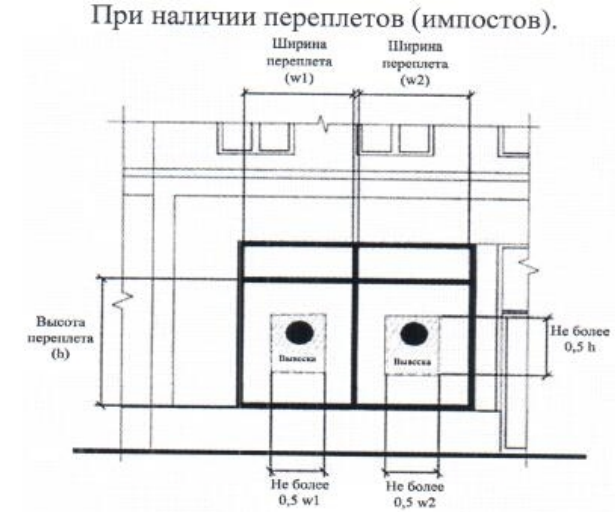 При наличии переплетов (импостов).
Ширина
переплета
(w1)
Ширина
переплета
(w2)
Высота
переплета
(h)
Вывеска
Вывеска
Не более
0,5 h
Не более
0,5 w1
Не более
0,5 w2